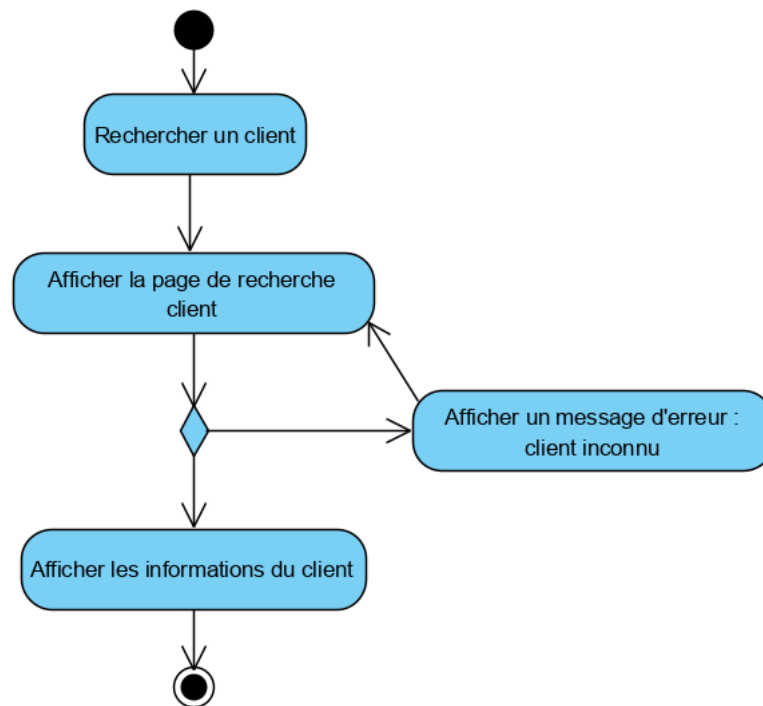 Rechercher un client
Afficher la page de recherche
client
Afficher un message d'erreur :
client inconnu
Afficher les informations du client